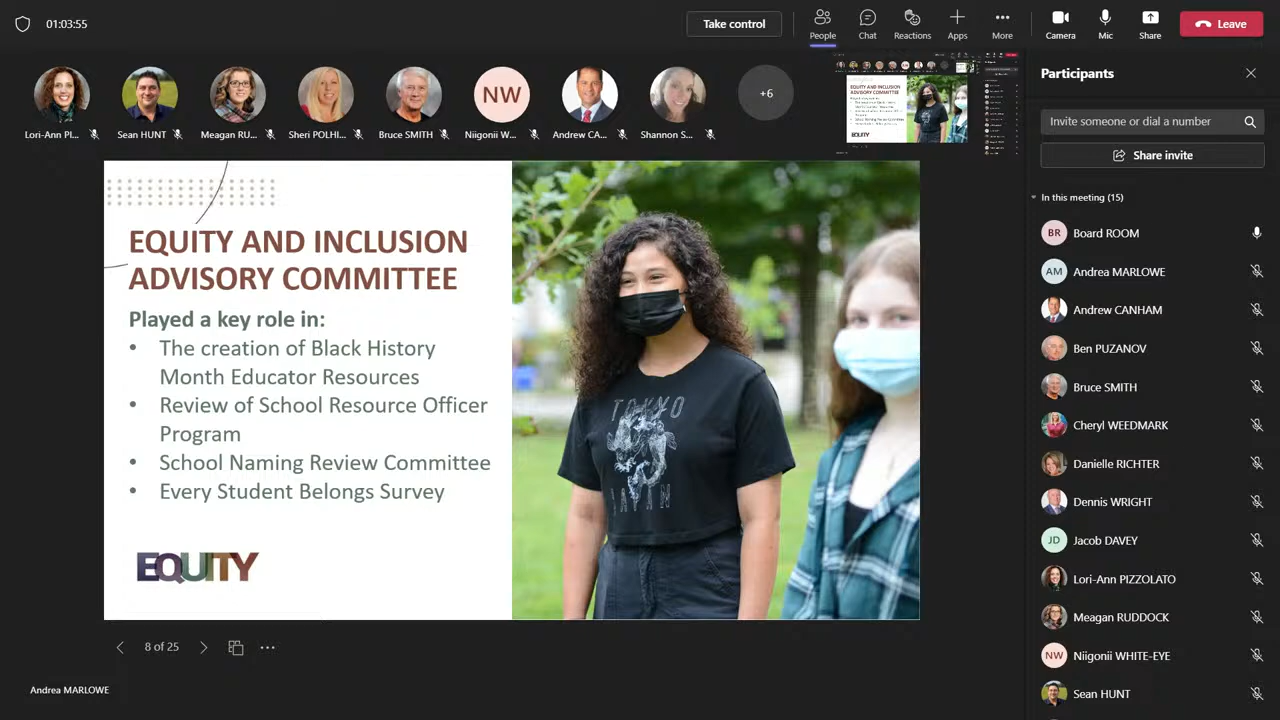 01:03:55
Take control
People
Chat
Reactions
Apps
More
Camera
Mic
Share
Leave
Lori-Ann PI...
Sean HUNT
Meagan RU...
Sheri POLHI...
Bruce SMITH
NW
Niigonii W...
Andrew CA...
Shannon S...
+6
EQUITY AND INCLUSION
ADVISORY COMMITTEE
Played a key role in:
• The creation of Black History
Month Educator Resources
• Review of School Resource Officer
Program
• School Naming Review Committee
• Every Student Belongs Survey
EQUITY
TOKYO
JAPAN
8 of 25
Andrea MARLOWE
Participants
Invite someone or dial a number
Share invite
In this meeting (15)
BR Board ROOM
AM Andrea MARLOWE
Andrew CANHAM
Ben PUZANOV
Bruce SMITH
Cheryl WEEDMARK
Danielle RICHTER
Dennis WRIGHT
JD Jacob DAVEY
Lori-Ann PIZZOLATO
Meagan RUDDOCK
NW Niigonii WHITE-EYE
Sean HUNT